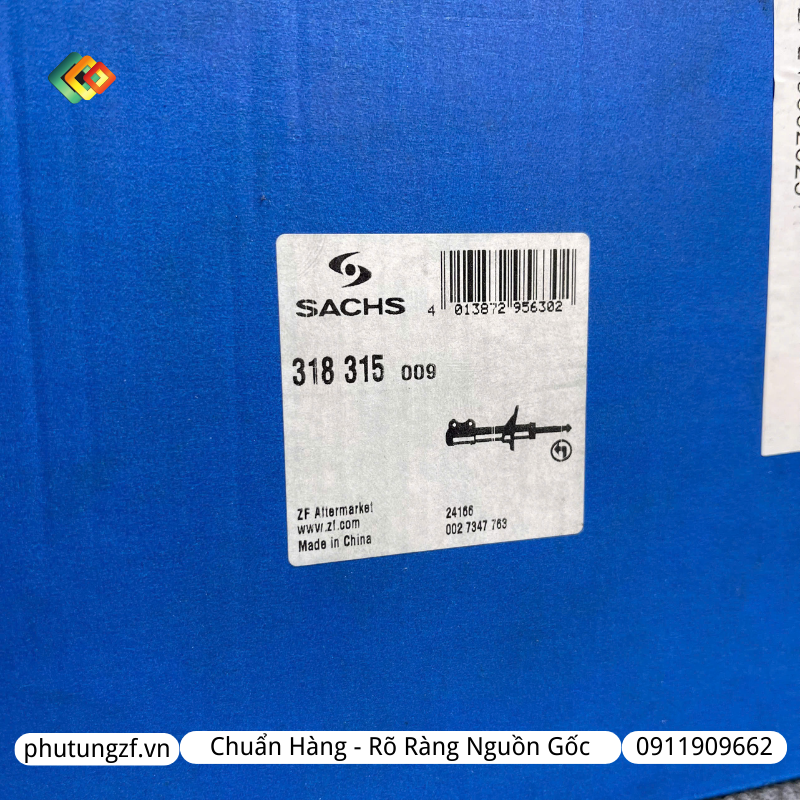 SACHS
4 013872 956302
318 315 009
ZF Aftermarket
www.zf.com
Made in China
24166
002 7347 763
phutungzf.vn
Chuẩn Hàng - Rõ Ràng Nguồn Gốc
0911909662